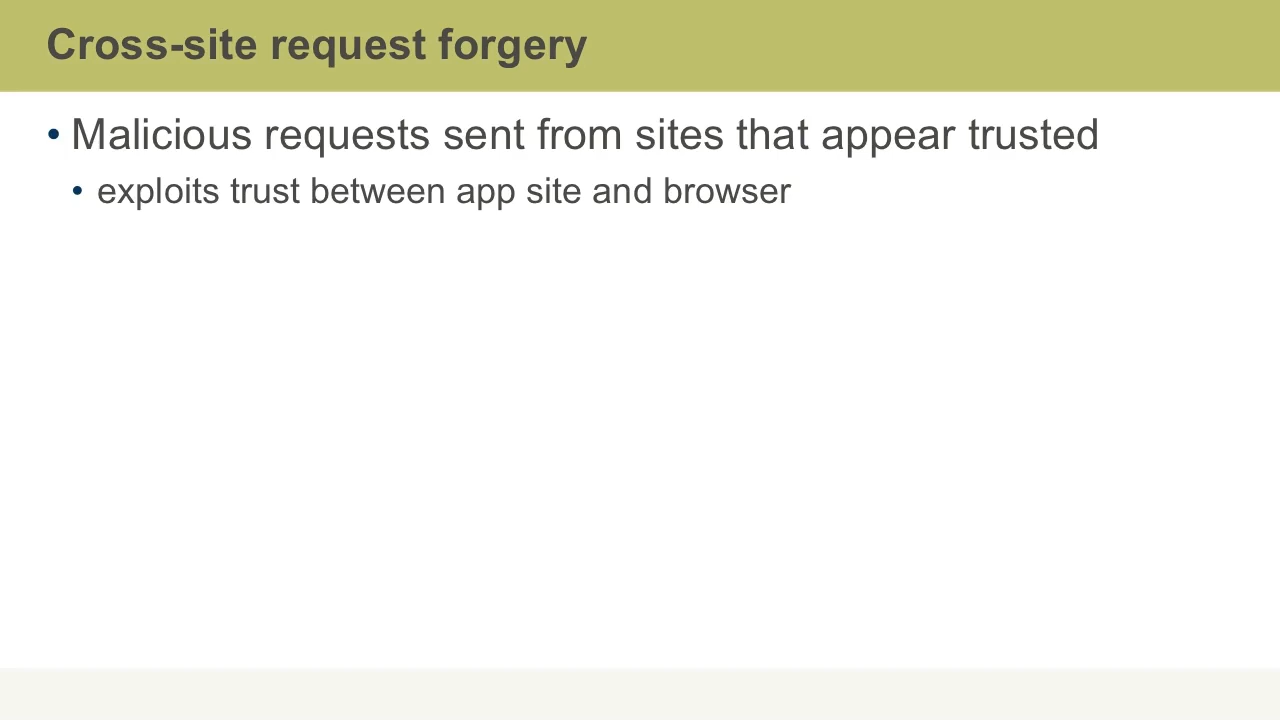 Cross-site request forgery
• Malicious requests sent from sites that appear trusted
• exploits trust between app site and browser